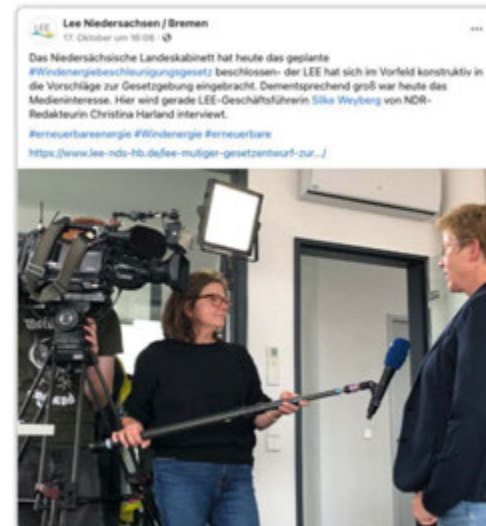 LEE
Lee Niedersachsen / Bremen
17. Oktober um 16:06 ·
Das Niedersächsische Landeskabinett hat heute das geplante
#Windenergiebeschleunigungsgesetz beschlossen- der LEE hat sich im Vorfeld konstruktiv in
die Vorschläge zur Gesetzgebung eingebracht. Dementsprechend groß war heute das
Medieninteresse. Hier wird gerade LEE-Geschäftsführerin Silke Weyberg von NDR-
Redakteurin Christina Harland interviewt.
#erneuerbareenergie #Windenergie #erneuerbare
https://www.lee-nds-hb.de/lee-mutiger-gesetzentwurf-zur.../